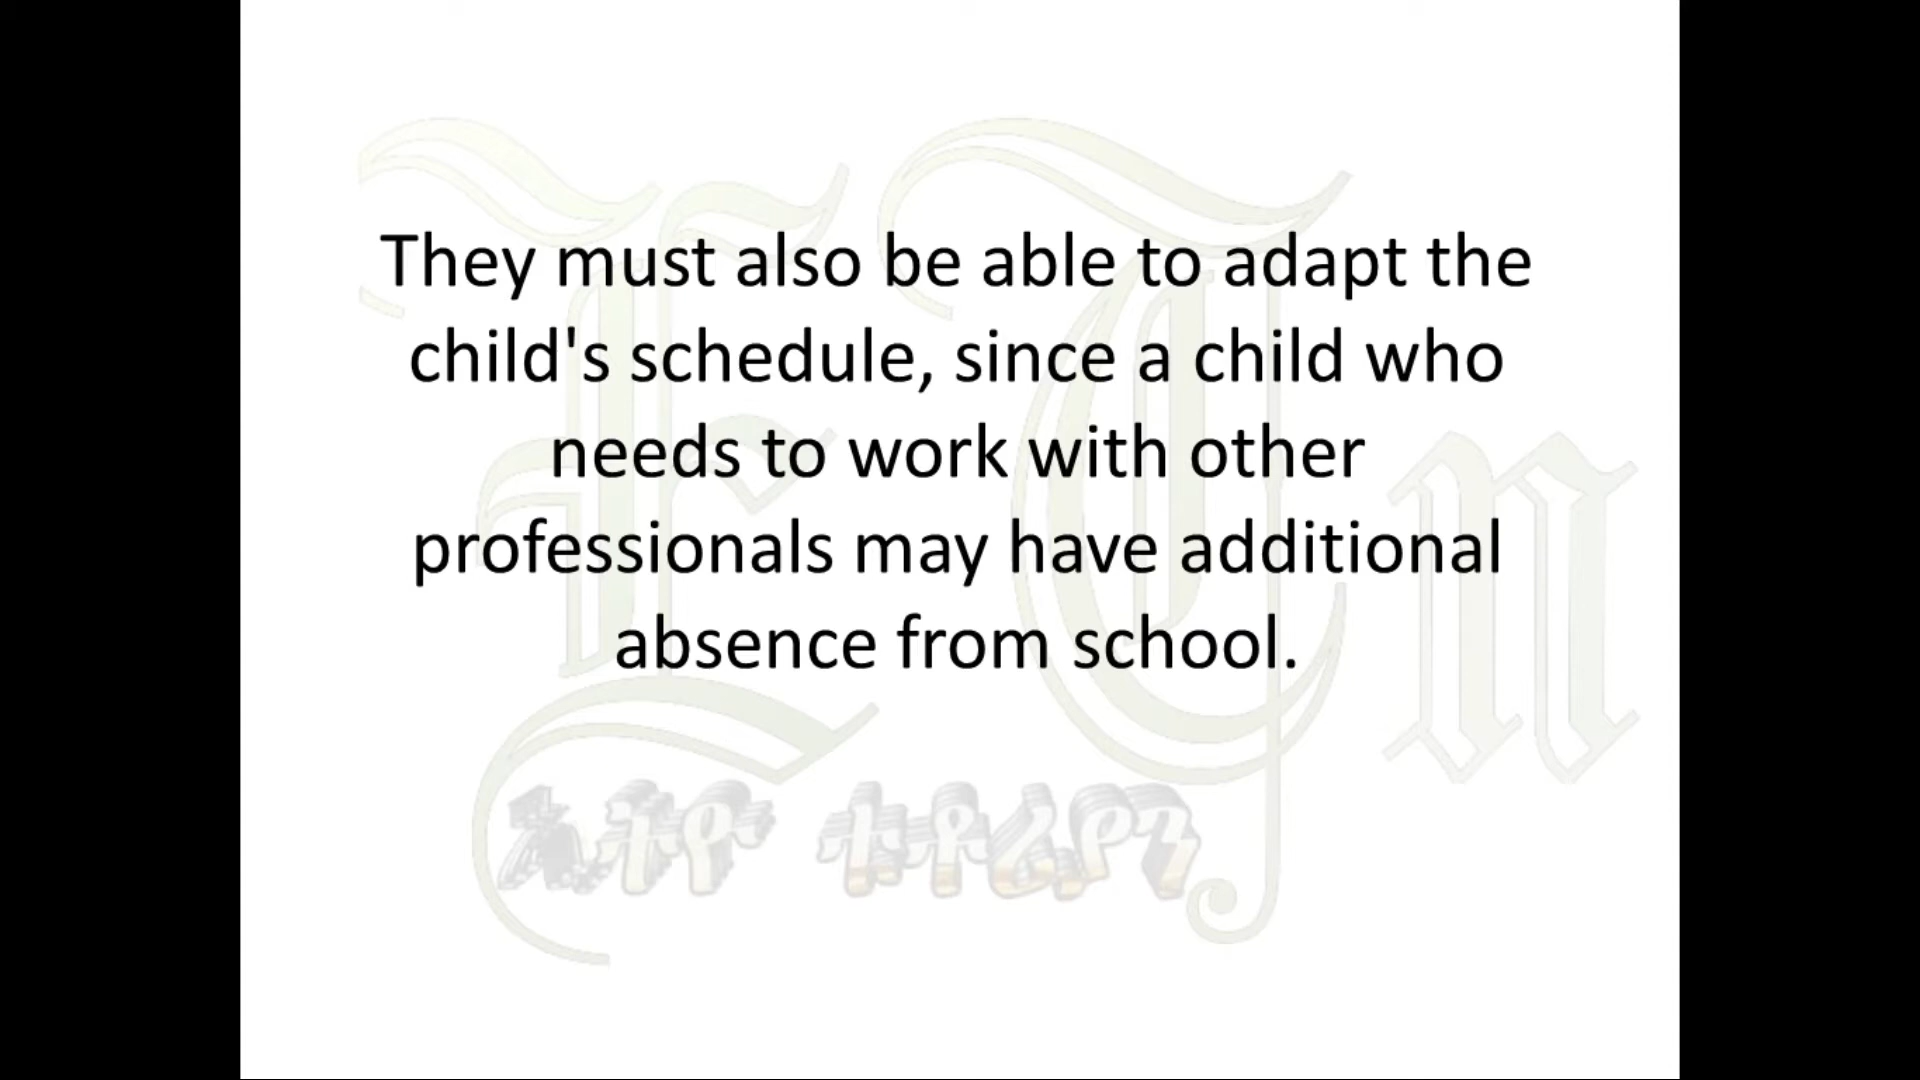 They must also be able to adapt the
child's schedule, since a child who
needs to work with other
professionals may have additional
absence from school.